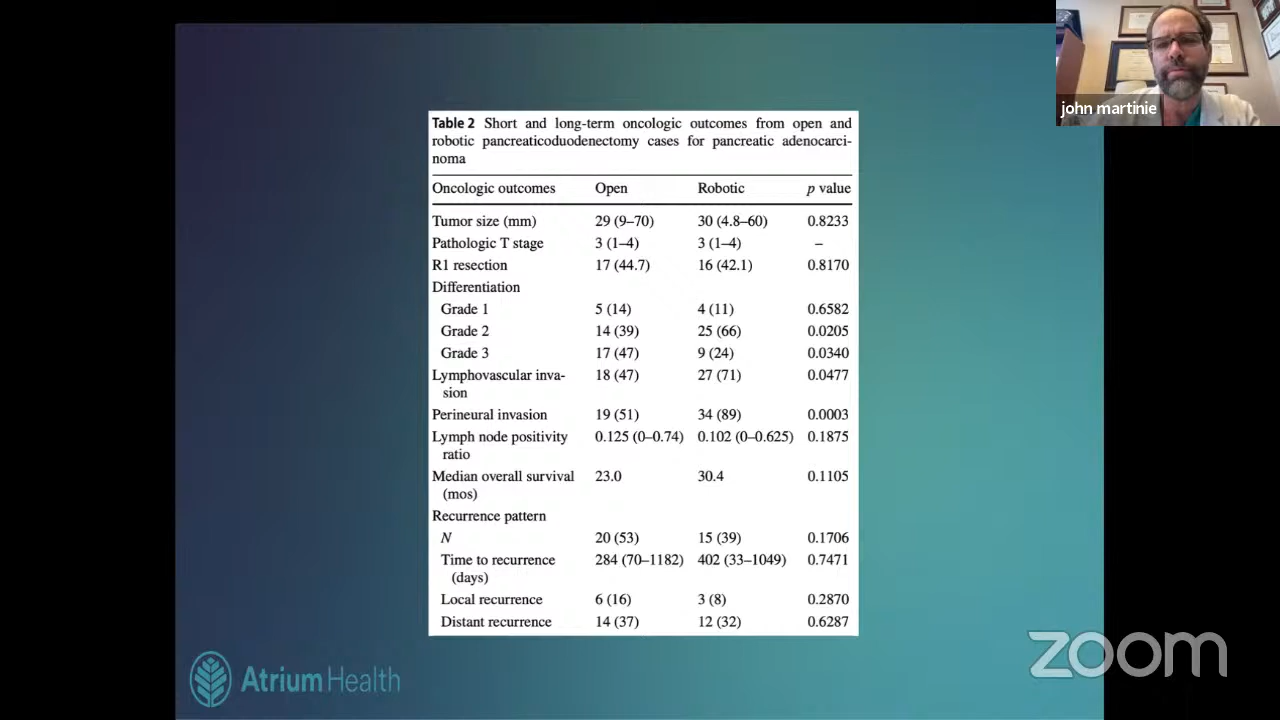 john martinie
Table 2 Short and long-term oncologic outcomes from open and
robotic pancreaticoduodenectomy cases for pancreatic adenocarci-
noma
Oncologic outcomes Open Robotic p value
Tumor size (mm) 29 (9–70) 30 (4.8–60) 0.8233
Pathologic T stage 3 (1–4) 3 (1–4) –
R1 resection 17 (44.7) 16 (42.1) 0.8170
Differentiation
Grade 1 5 (14) 4 (11) 0.6582
Grade 2 14 (39) 25 (66) 0.0205
Grade 3 17 (47) 9 (24) 0.0340
Lymphovascular inva- 18 (47) 27 (71) 0.0477
sion
Perineural invasion 19 (51) 34 (89) 0.0003
Lymph node positivity 0.125 (0–0.74) 0.102 (0–0.625) 0.1875
ratio
Median overall survival 23.0 30.4 0.1105
(mos)
Recurrence pattern
N 20 (53) 15 (39) 0.1706
Time to recurrence 284 (70–1182) 402 (33–1049) 0.7471
(days)
Local recurrence 6 (16) 3 (8) 0.2870
Distant recurrence 14 (37) 12 (32) 0.6287
Atrium Health
zoom